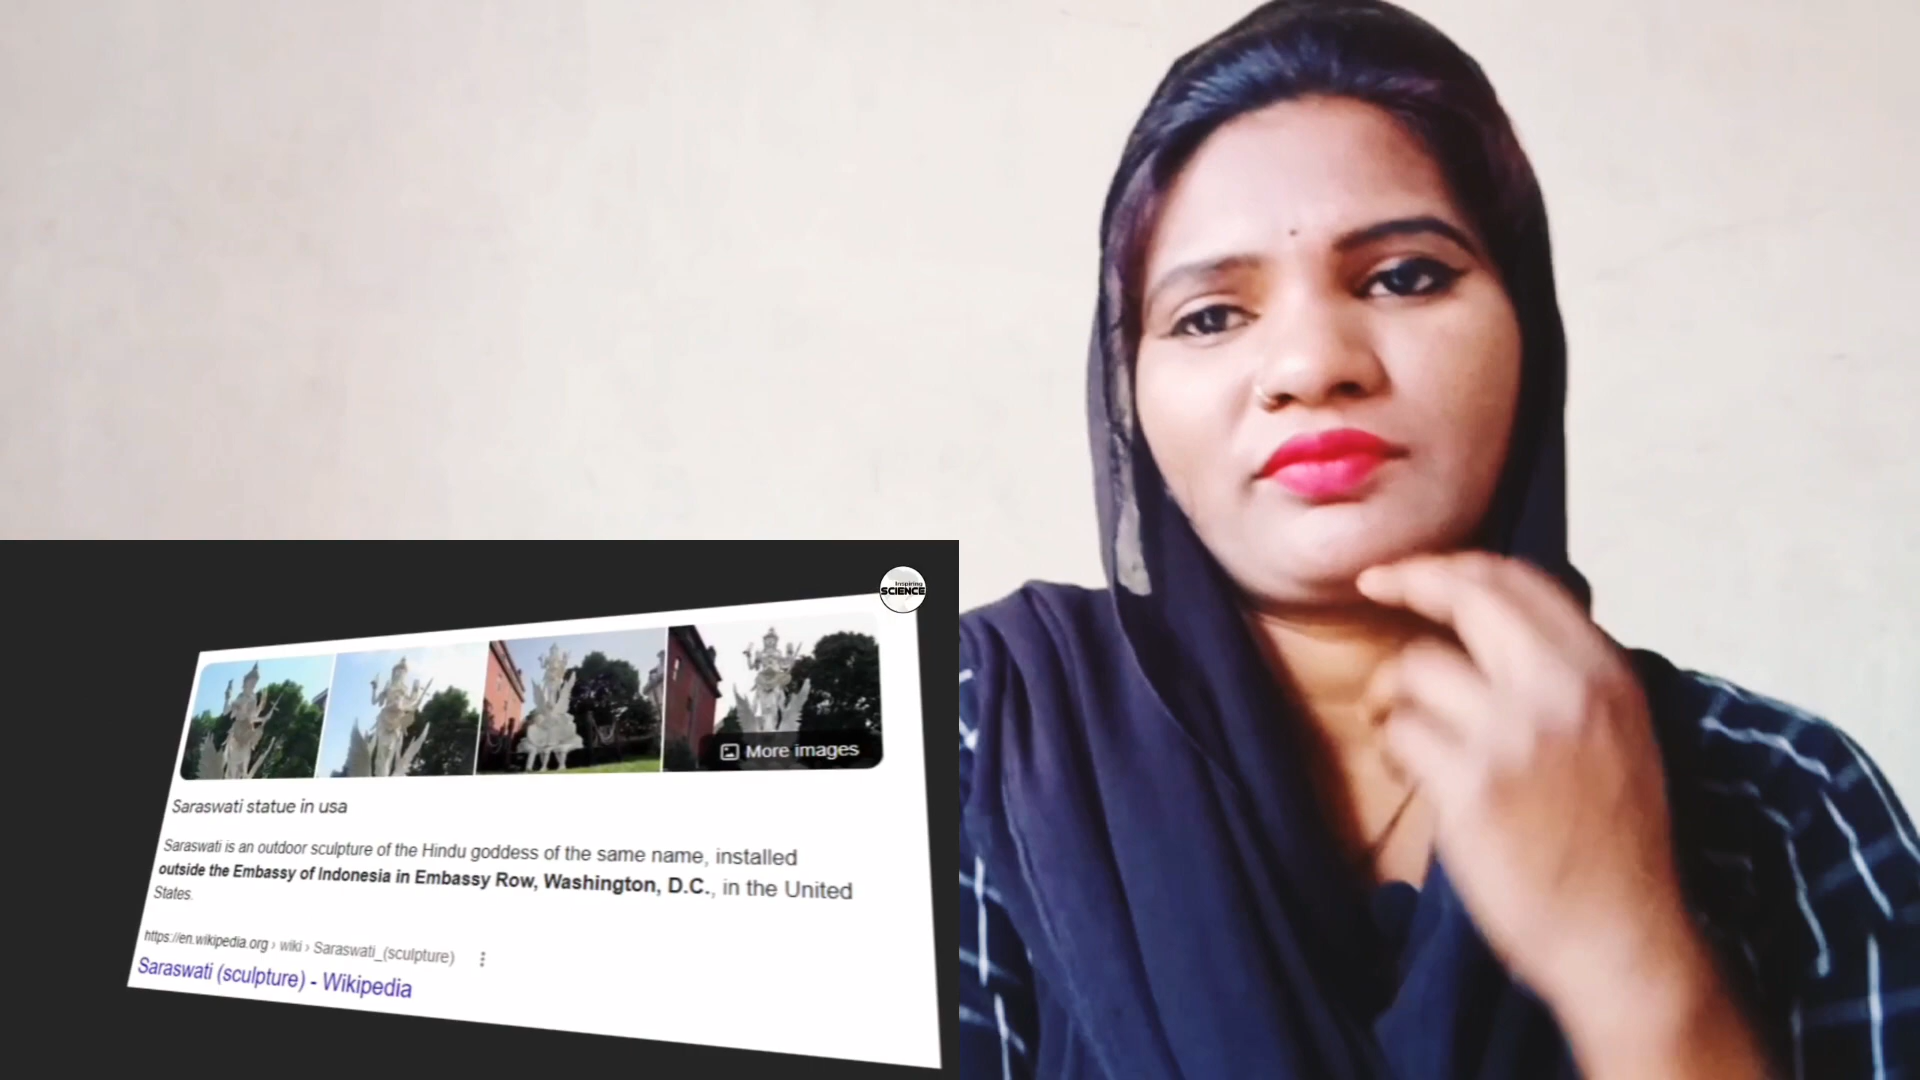 Inspiring
SCIENCE
More images
Saraswati statue in usa
Saraswati is an outdoor sculpture of the Hindu goddess of the same name, installed
outside the Embassy of Indonesia in Embassy Row, Washington, D.C., in the United
States.
https://en.wikipedia.org › wiki › Saraswati_(sculpture)
Saraswati (sculpture) - Wikipedia